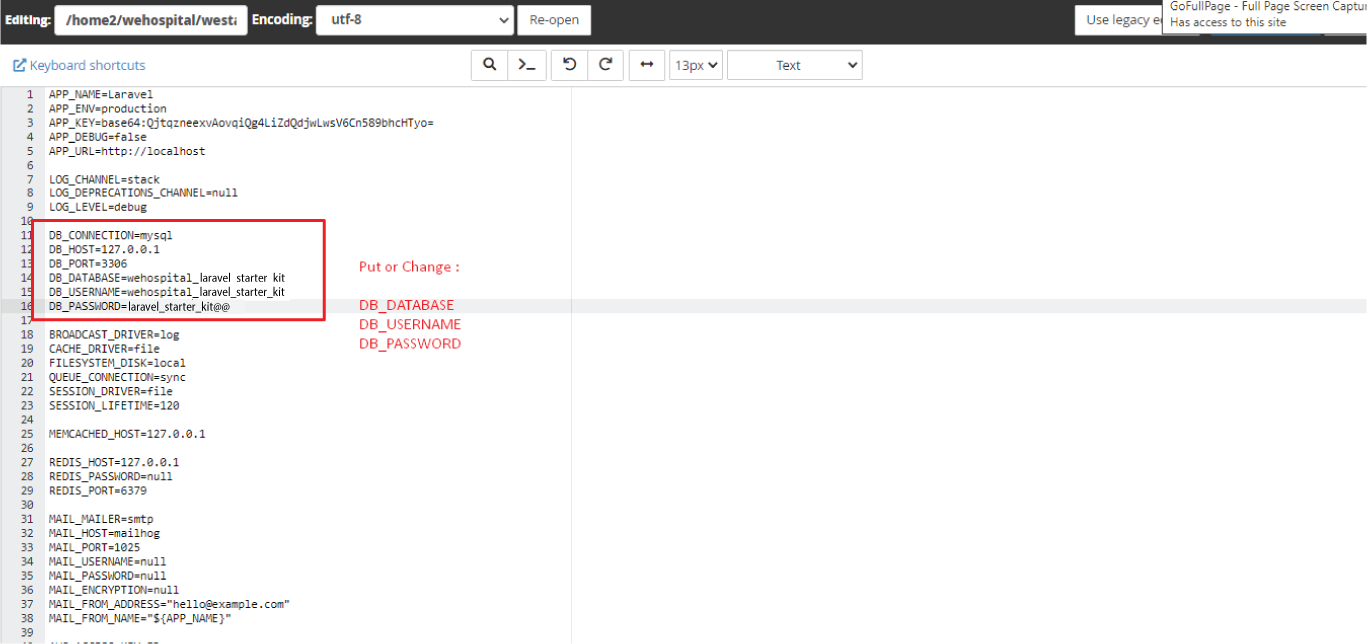 Editing: /home2/wehospital/westa Encoding: utf-8 Re-open Use legacy e
GoFullPage - Full Page Screen Captur
Has access to this site
Keyboard shortcuts 13px Text
1 APP_NAME=Laravel
2 APP_ENV=production
3 APP_KEY=base64:QjtqzneexvAovqiQg4LiZdQdjwLwsV6Cn589bhcHTyo=
4 APP_DEBUG=false
5 APP_URL=http://localhost
6
7 LOG_CHANNEL=stack
8 LOG_DEPRECATIONS_CHANNEL=null
9 LOG_LEVEL=debug
10
11 DB_CONNECTION=mysql
12 DB_HOST=127.0.0.1
13 DB_PORT=3306
14 DB_DATABASE=wehospital_laravel starter kit
15 DB_USERNAME=wehospital_laravel_starter_kit
16 DB_PASSWORD=laravel_starter_kit@@
17
18 BROADCAST_DRIVER=log
19 CACHE_DRIVER=file
20 FILESYSTEM_DISK=local
21 QUEUE_CONNECTION=sync
22 SESSION_DRIVER=file
23 SESSION_LIFETIME=120
24
25 MEMCACHED_HOST=127.0.0.1
26
27 REDIS_HOST=127.0.0.1
28 REDIS_PASSWORD=null
29 REDIS_PORT=6379
30
31 MAIL_MAILER=smtp
32 MAIL_HOST=mailhog
33 MAIL_PORT=1025
34 MAIL_USERNAME=null
35 MAIL_PASSWORD=null
36 MAIL_ENCRYPTION=null
37 MAIL_FROM_ADDRESS="hello@example.com"
38 MAIL_FROM_NAME="${APP_NAME}"
39
Put or Change :
DB_DATABASE
DB_USERNAME
DB_PASSWORD